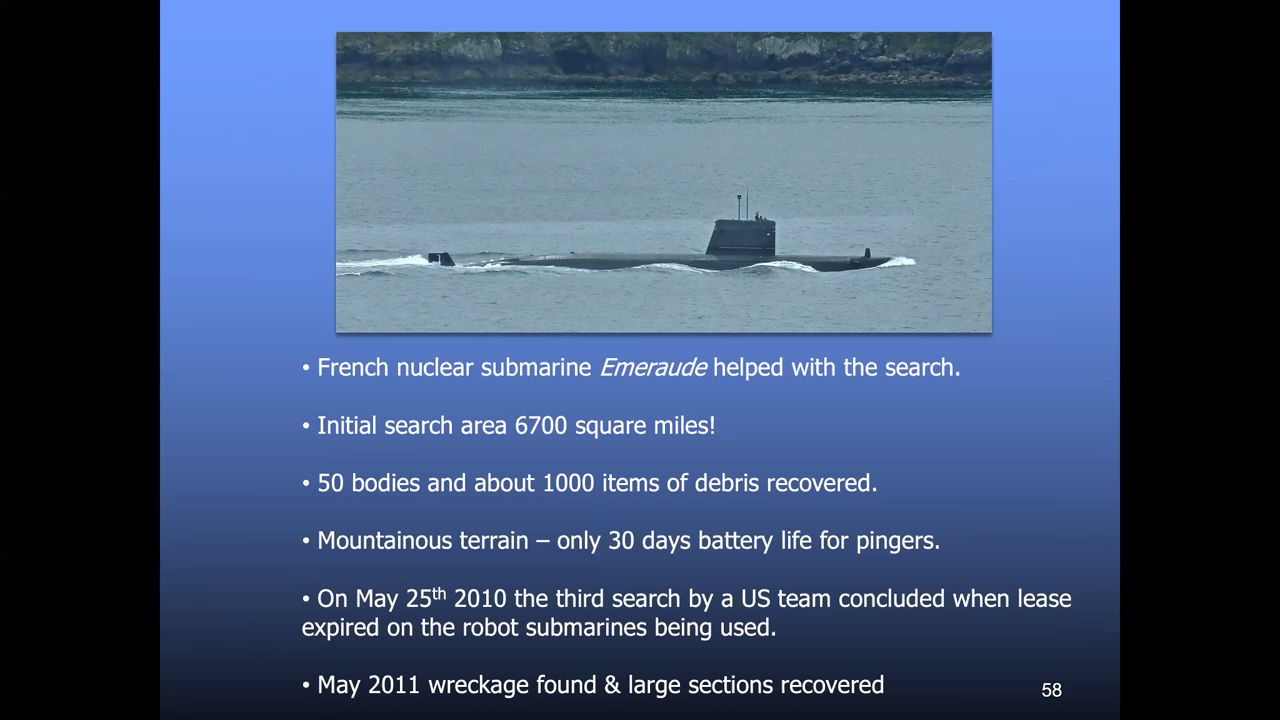 • French nuclear submarine Emeraude helped with the search.
• Initial search area 6700 square miles!
• 50 bodies and about 1000 items of debris recovered.
• Mountainous terrain – only 30 days battery life for pingers.
• On May 25th 2010 the third search by a US team concluded when lease
expired on the robot submarines being used.
• May 2011 wreckage found & large sections recovered
58